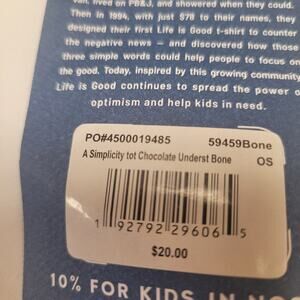 van, lived on PB&J, and showered when they could.
Then in 1994, with just $78 to their names, they
designed their first Life is Good t-shirt to counter
the negative news – and discovered how those
three simple words could help people to focus on
the good. Today, inspired by this growing community
Life is Good continues to spread the power o
optimism and help kids in need.
PO#4500019485 59459Bone
A Simplicity tot Chocolate Underst Bone OS
1 92792 29606 5
$20.00
10% FOR KIDS IN